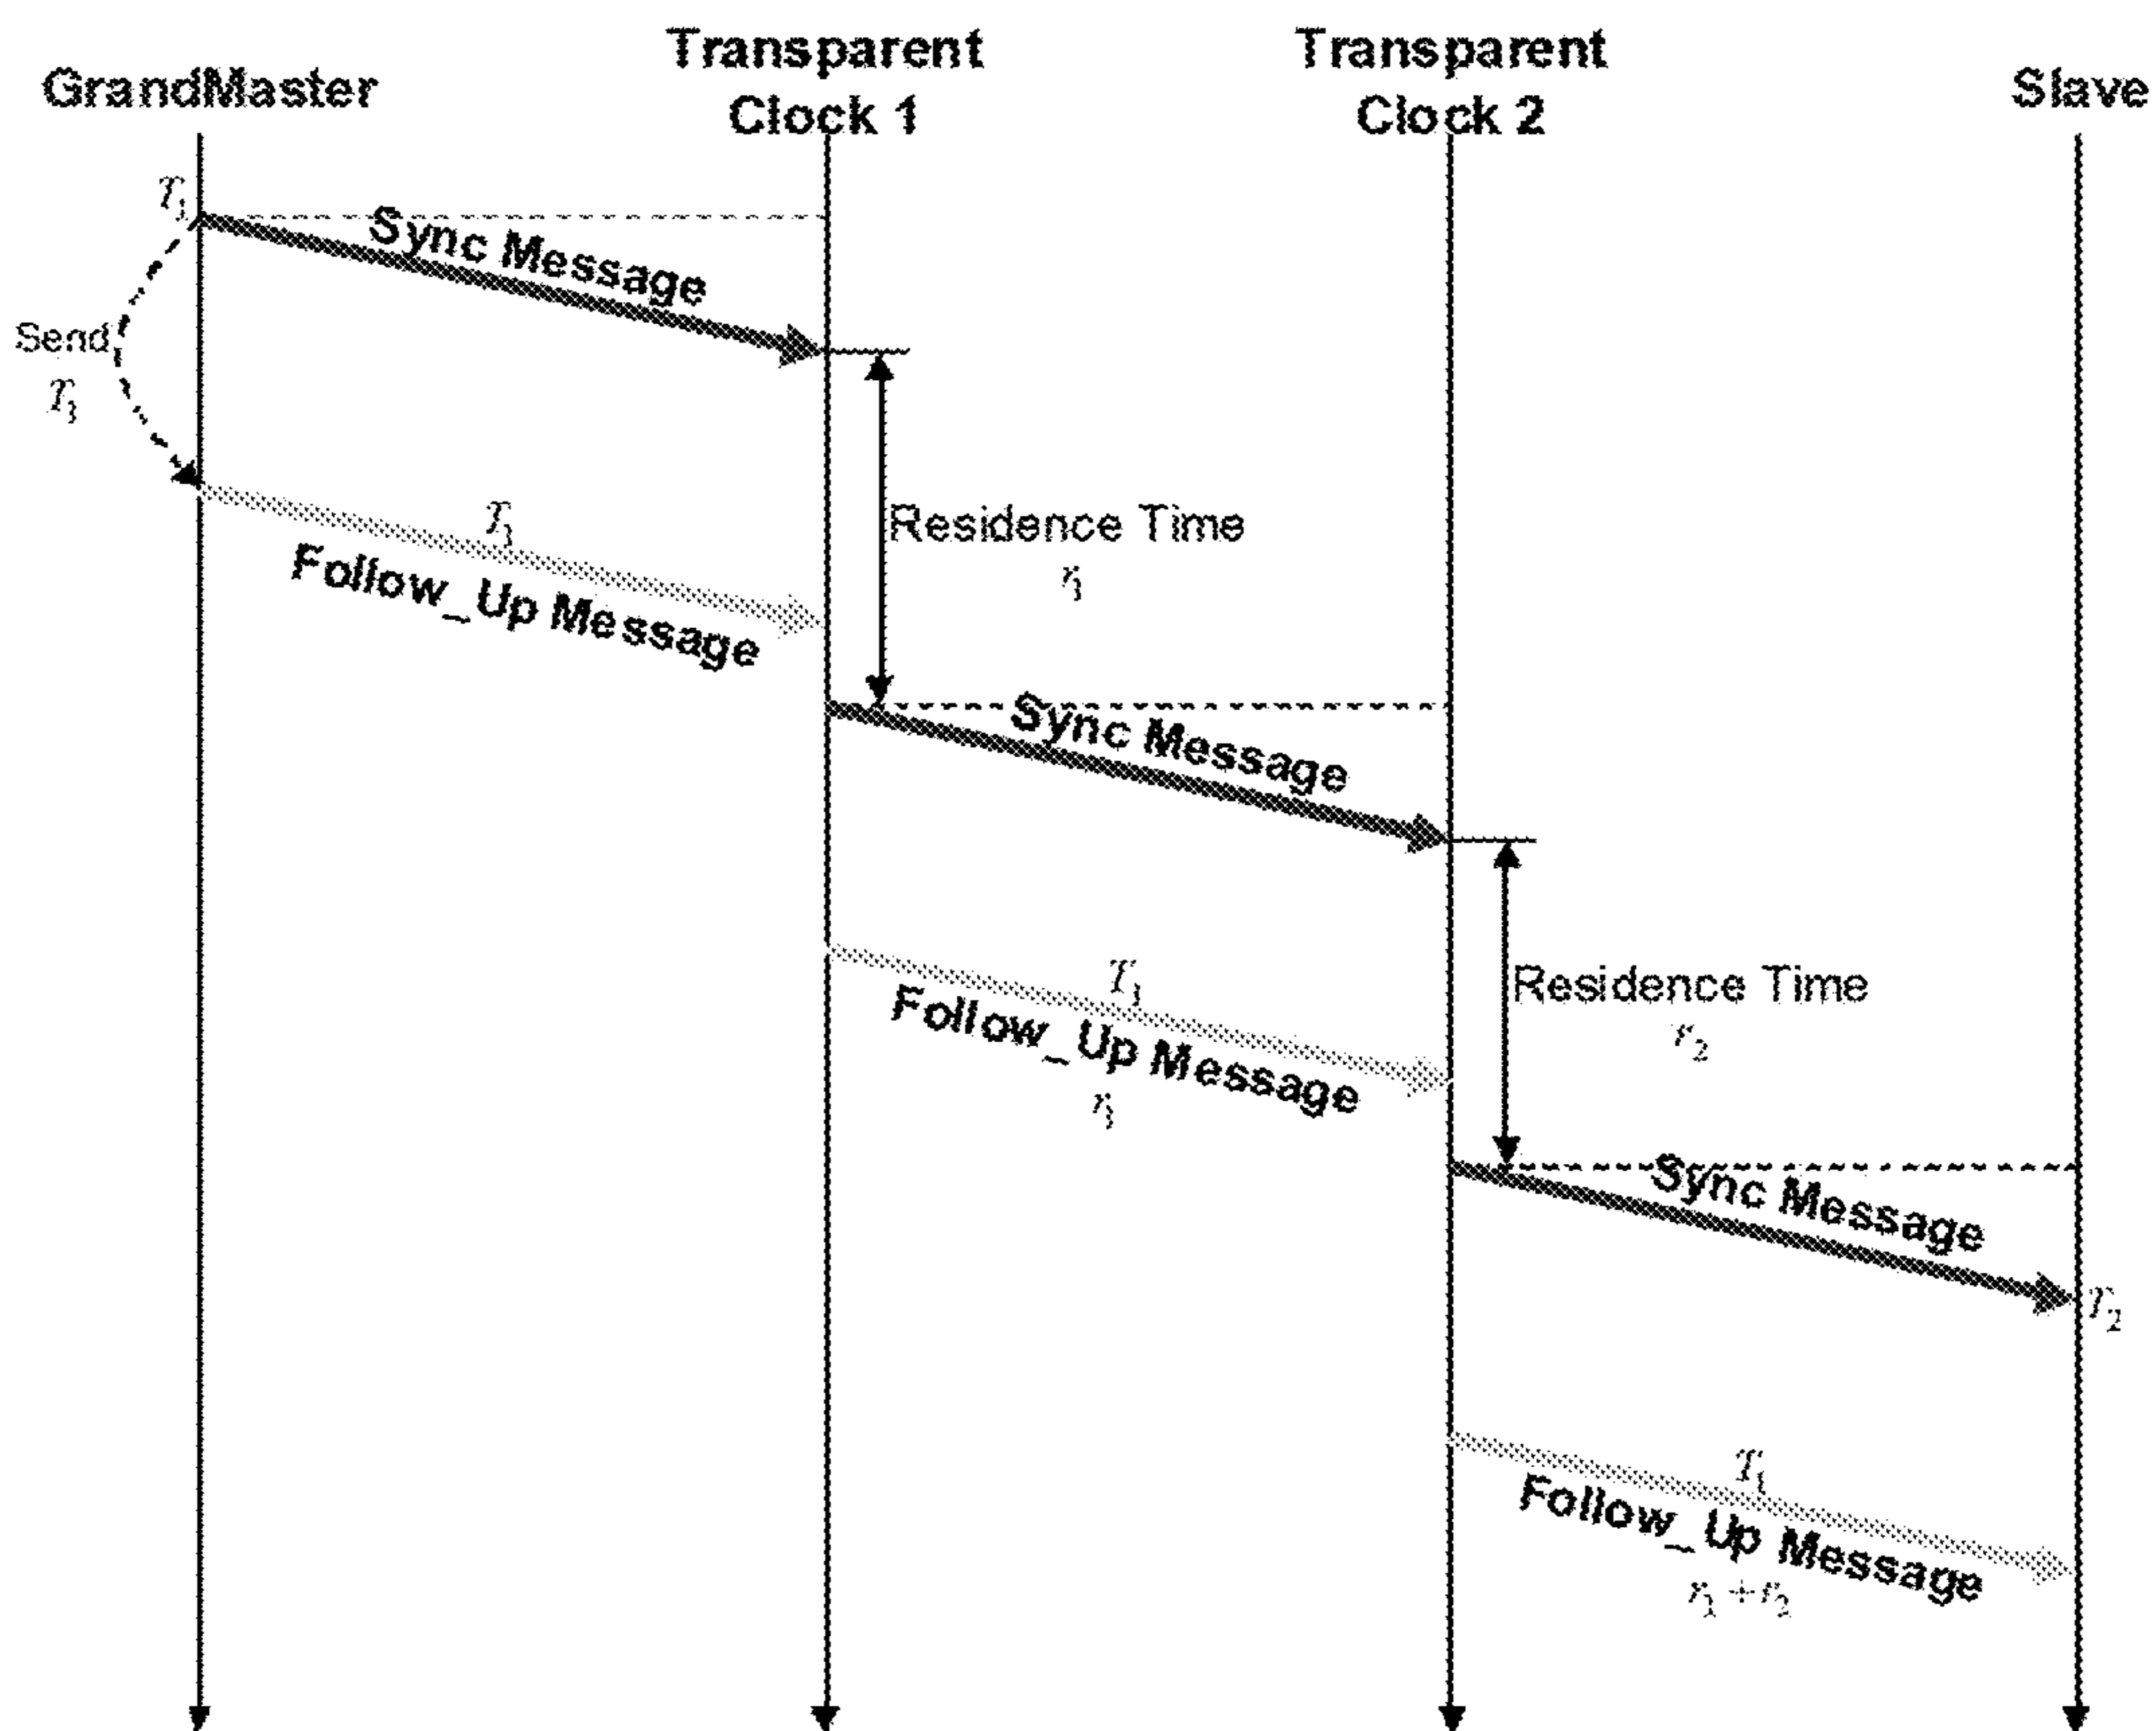 GrandMaster
Transparent
Clock 1
Transparent
Clock 2
Slave
T₁
Sync Message
Send
T₁
T₁
Follow_Up Message
Residence Time
r₁
Sync Message
T₁
Follow_Up Message
r₁
Residence Time
r₂
Sync Message
T₂
T₁
Follow_Up Message
r₁ + r₂